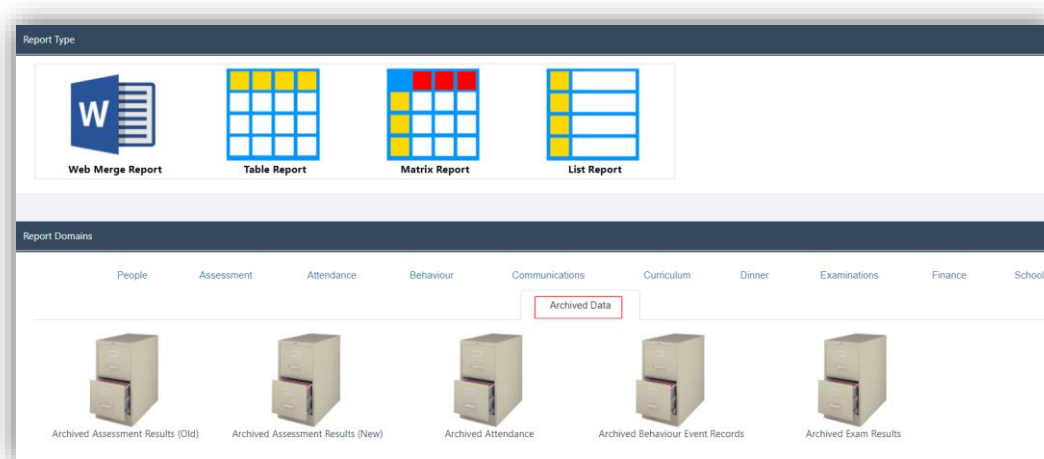 Report Type
W
Web Merge Report Table Report Matrix Report List Report
Report Domains
People Assessment Attendance Behaviour Communications Curriculum Dinner Examinations Finance School
Archived Data
Archived Assessment Results (Old) Archived Assessment Results (New) Archived Attendance Archived Behaviour Event Records Archived Exam Results